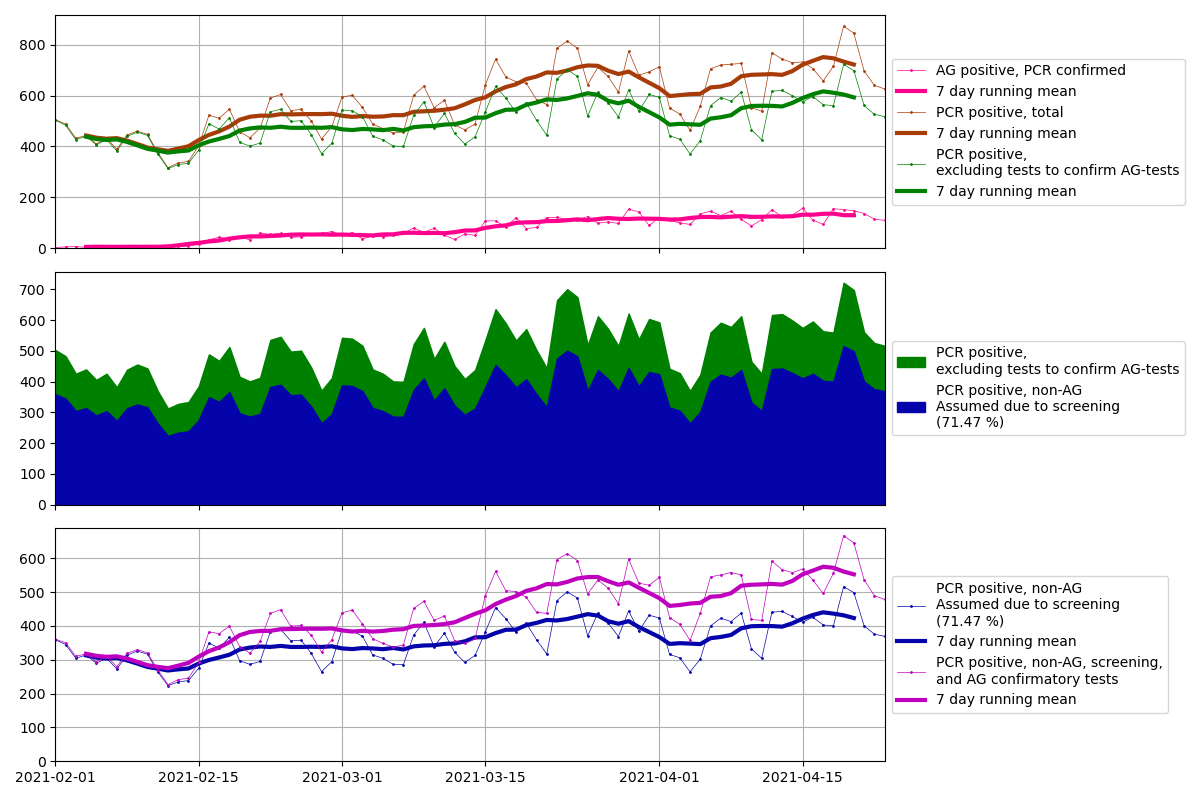 800
600
400
200
0
AG positive, PCR confirmed
7 day running mean
PCR positive, total
7 day running mean
PCR positive,
excluding tests to confirm AG-tests
7 day running mean
700
600
500
400
300
200
100
0
PCR positive,
excluding tests to confirm AG-tests
PCR positive, non-AG
Assumed due to screening
(71.47 %)
600
500
400
300
200
100
0
2021-02-01 2021-02-15 2021-03-01 2021-03-15 2021-04-01 2021-04-15
PCR positive, non-AG
Assumed due to screening
(71.47 %)
7 day running mean
PCR positive, non-AG, screening,
and AG confirmatory tests
7 day running mean